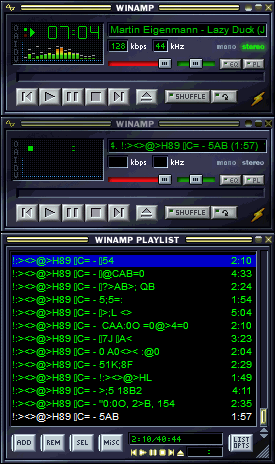 WINAMP
07:04
Martin Eigenmann - Lazy Duck (J
128 kbps 44 kHz mono stereo
EQ PL
SHUFFLE
WINAMP
4. !:><>@>H89 []C= - 5AB (1:57)
kbps kHz mono stereo
EQ PL
SHUFFLE
WINAMP PLAYLIST
!:><>@>H89 []C= - []54 2:10
!:><>@>H89 []C= - []@CAB=0 4:33
!:><>@>H89 []C= - []?>AB>; QB 2:24
!:><>@>H89 []C= - 5;5=: 1:54
!:><>@>H89 []C= - []>;L <> 5:04
!:><>@>H89 []C= - CAA:0O =0@>4=0 2:10
!:><>@>H89 []C= - []7J []A< 3:23
!:><>@>H89 []C= - 0 A0<>< :@0 2:04
!:><>@>H89 []C= - 51K;8F 2:29
!:><>@>H89 []C= - !:><>@>HL 1:49
!:><>@>H89 []C= - >;5 18B2 4:11
!:><>@>H89 []C= - "0:0O, 2>B, 154 2:35
!:><>@>H89 []C= - 5AB 1:57
ADD REM SEL MISC 2:10/40:44 LIST OPTS